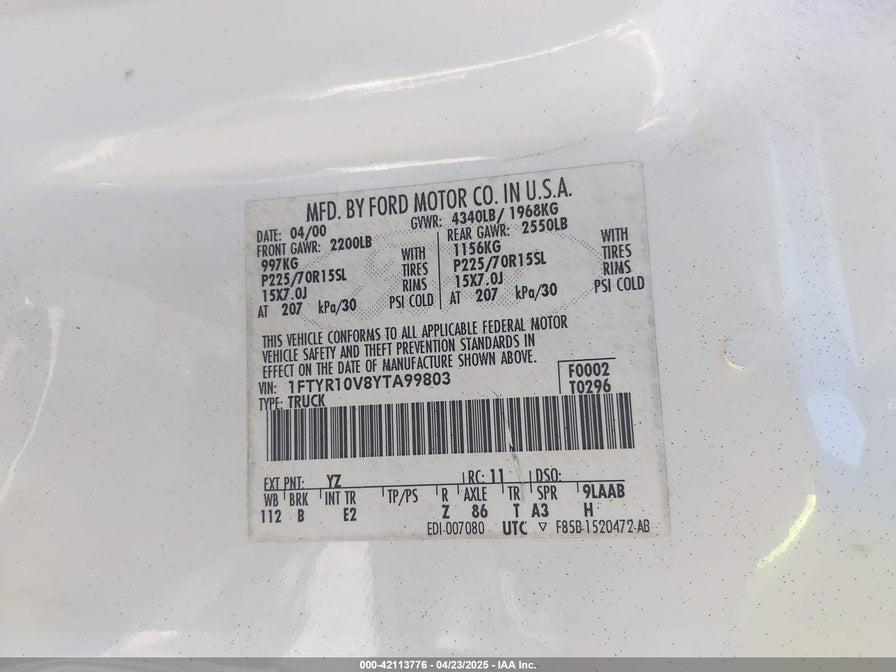 MFD. BY FORD MOTOR CO. IN U.S.A.
DATE: 04/00 GVWR: 4340LB/ 1968KG
FRONT GAWR: 2200LB REAR GAWR: 2550LB
997KG WITH 1156KG WITH
P225/70R15SL TIRES P225/70R15SL TIRES
15X7.0J RIMS 15X7.0J RIMS
AT 207 kPa/30 PSI COLD AT 207 kPa/30 PSI COLD
THIS VEHICLE CONFORMS TO ALL APPLICABLE FEDERAL MOTOR
VEHICLE SAFETY AND THEFT PREVENTION STANDARDS IN
EFFECT ON THE DATE OF MANUFACTURE SHOWN ABOVE.
VIN: 1FTYR10V8YTA99803 F0002
TYPE: TRUCK T0296
EXT PNT: YZ RC: 11 DSO:
WB BRK INT TR TP/PS R AXLE TR SPR 9LAAB
112 B E2 Z 86 T A3 H
EDI-007080 UTC ▽ F85B-1520472-AB
000-42113776 - 04/23/2025 - IAA Inc.